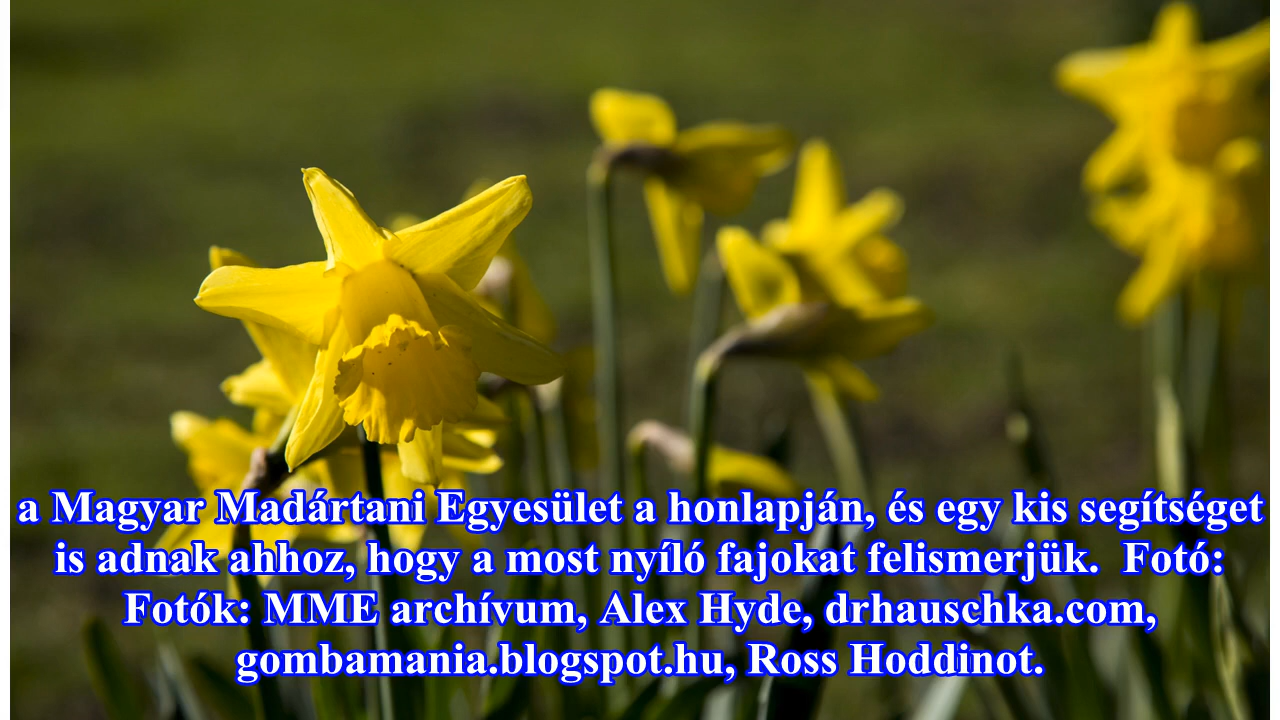 a Magyar Madártani Egyesület a honlapján, és egy kis segítséget
is adnak ahhoz, hogy a most nyíló fajokat felismerjük.  Fotó:
Fotók: MME archívum, Alex Hyde, drhauschka.com,
gombamania.blogspot.hu, Ross Hoddinot.